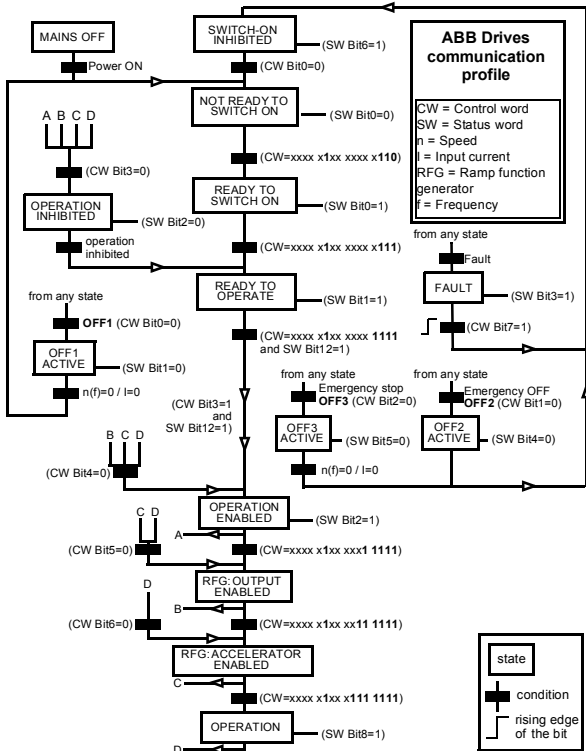 MAINS OFF
Power ON
SWITCH-ON
INHIBITED
(SW Bit6=1)
(CW Bit0=0)
NOT READY TO
SWITCH ON
(SW Bit0=0)
(CW=xxxx x1xx xxxx x110)
READY TO
SWITCH ON
(SW Bit0=1)
(CW=xxxx x1xx xxxx x111)
READY TO
OPERATE
(SW Bit1=1)
(CW=xxxx x1xx xxxx 1111
and SW Bit12=1)
ABB Drives
communication
profile
CW = Control word
SW = Status word
n = Speed
I = Input current
RFG = Ramp function
generator
f = Frequency
A B C D
(CW Bit3=0)
OPERATION
INHIBITED
(SW Bit2=0)
operation
inhibited
from any state
OFF1 (CW Bit0=0)
OFF1
ACTIVE
(SW Bit1=0)
n(f)=0 / I=0
from any state
Fault
FAULT
(SW Bit3=1)
(CW Bit7=1)
(CW Bit3=1
and
SW Bit12=1)
from any state
Emergency stop
OFF3 (CW Bit2=0)
OFF3
ACTIVE
(SW Bit5=0)
n(f)=0 / I=0
from any state
Emergency OFF
OFF2 (CW Bit1=0)
OFF2
ACTIVE
(SW Bit4=0)
B C D
(CW Bit4=0)
OPERATION
ENABLED
(SW Bit2=1)
A
C D
(CW Bit5=0)
(CW=xxxx x1xx xxx1 1111)
RFG: OUTPUT
ENABLED
B
D
(CW Bit6=0)
(CW=xxxx x1xx xx11 1111)
RFG: ACCELERATOR
ENABLED
C
(CW=xxxx x1xx x111 1111)
OPERATION
(SW Bit8=1)
D
state
condition
rising edge
of the bit